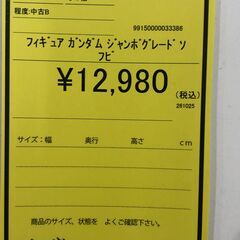 程度:中古B
99150000033386
フィギュア ガンダム ジャンボグレード ソ
フビ
¥12,980
(税込)
261025
サイズ:幅 奥行 高さ cm
商品のサイズ、状態を よくご確認下さい。